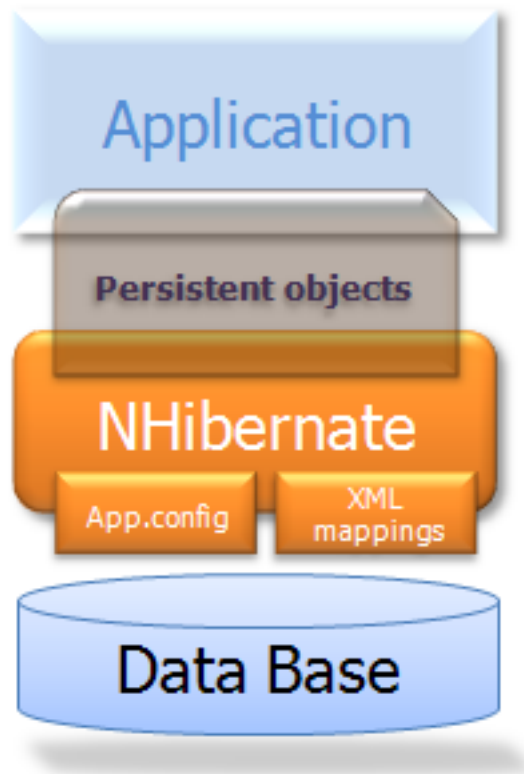 Application
Persistent objects
NHibernate
App.config
XML
mappings
Data Base